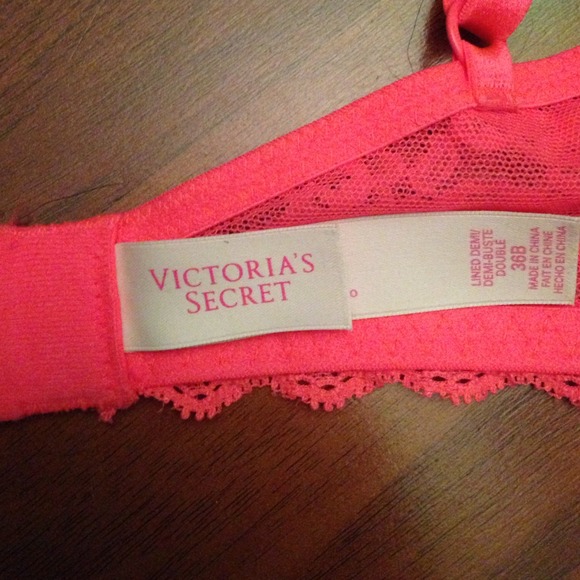 VICTORIA'S
SECRET
LINED DEMI/
DEMI-BUSTE
DOUBLÉ
36B
MADE IN CHINA
FAIT EN CHINE
HECHO EN CHINA